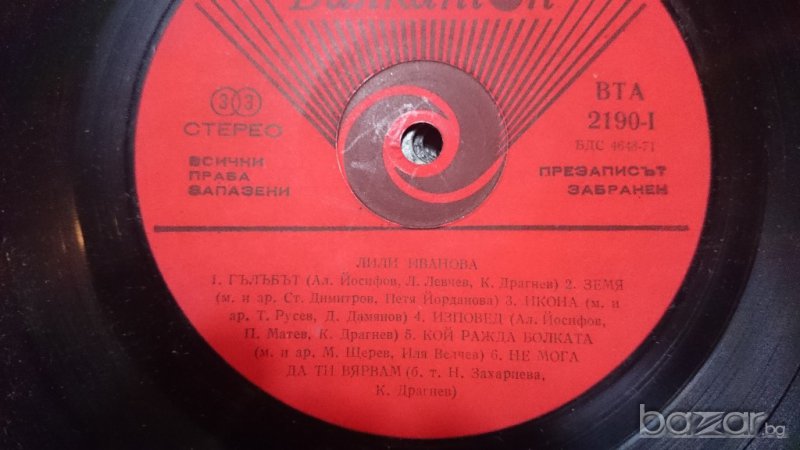 Балкантон
33
СТЕРЕО
ВСИЧКИ
ПРАВА
ЗАПАЗЕНИ
ВТА
2190-I
БДС 4648-71
ПРЕЗАПИСЪТ
ЗАБРАНЕН
ЛИЛИ ИВАНОВА
1. ГЪЛЪБЪТ (Ал. Йосифов, Л. Левчев, К. Драгнев) 2. ЗЕМЯ
(м. и ар. Ст. Димитров, Петя Йорданова) 3. ИКОНА (м. и
ар. Т. Русев, Д. Дамянов) 4. ИЗПОВЕД (Ал. Йосифов,
П. Матев, К. Драгнев) 5. КОЙ РАЖДА БОЛКАТА
(м. и ар. М. Щерев, Иля Велчев) 6. НЕ МОГА
ДА ТИ ВЯРВАМ (б. т. Н. Захариева,
К. Драгнев)
bazar.bg